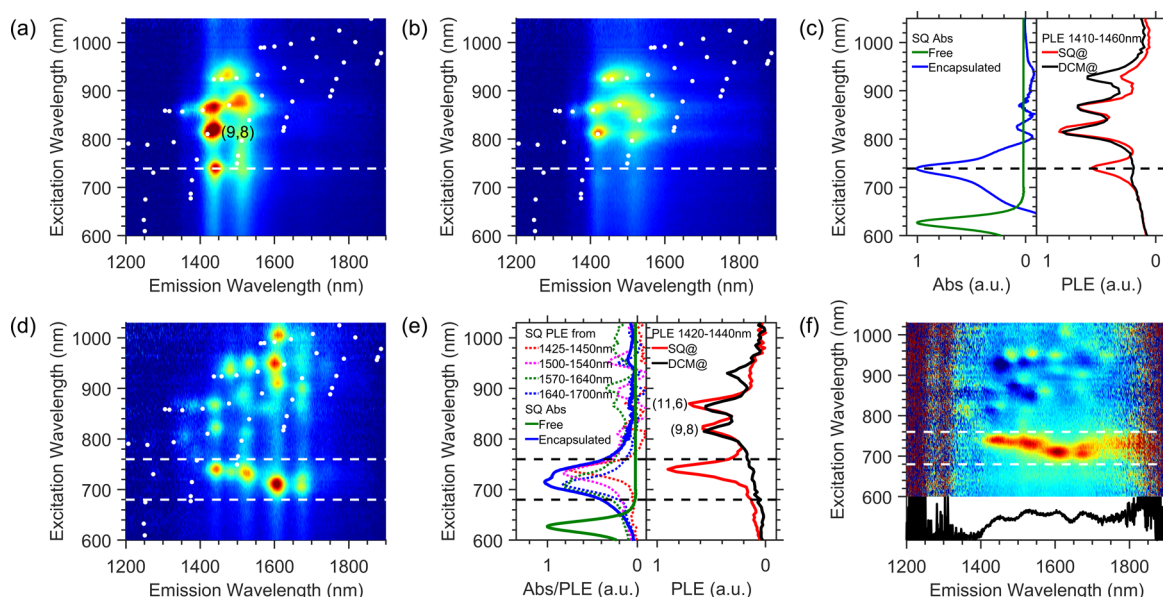 (a)
Excitation Wavelength (nm)
1000
900
800
700
600
(9,8)
1200 1400 1600 1800
Emission Wavelength (nm)
(b)
Excitation Wavelength (nm)
1000
900
800
700
600
1200 1400 1600 1800
Emission Wavelength (nm)
(c)
Excitation Wavelength (nm)
1000
900
800
700
600
SQ Abs
Free
Encapsulated
PLE 1410-1460nm
SQ@
DCM@
1 0 1 0
Abs (a.u.) PLE (a.u.)
(d)
Excitation Wavelength (nm)
1000
900
800
700
600
1200 1400 1600 1800
Emission Wavelength (nm)
(e)
Excitation Wavelength (nm)
1000
900
800
700
600
SQ PLE from
1425-1450nm
1500-1540nm
1570-1640nm
1640-1700nm
SQ Abs
Free
Encapsulated
PLE 1420-1440nm
SQ@
DCM@
(11,6)
(9,8)
1 0 1 0
Abs/PLE (a.u.) PLE (a.u.)
(f)
Excitation Wavelength (nm)
1000
900
800
700
600
1200 1400 1600 1800
Emission Wavelength (nm)